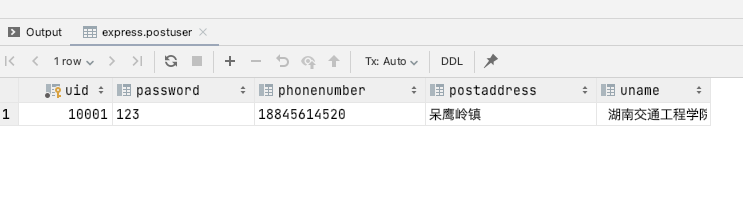 Output express.postuser
1 row Tx: Auto DDL
uid password phonenumber postaddress uname
1 10001 123 18845614520 呆鹰岭镇 湖南交通工程学